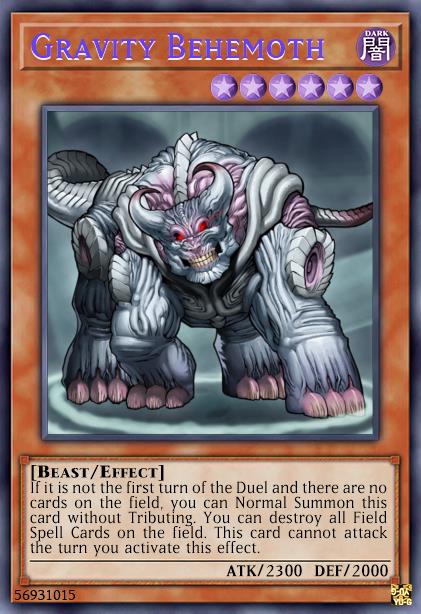 Gravity Behemoth
DARK
闇
[Beast/Effect]
If it is not the first turn of the Duel and there are no
cards on the field, you can Normal Summon this
card without Tributing. You can destroy all Field
Spell Cards on the field. This card cannot attack
the turn you activate this effect.
ATK/2300 DEF/2000
56931015